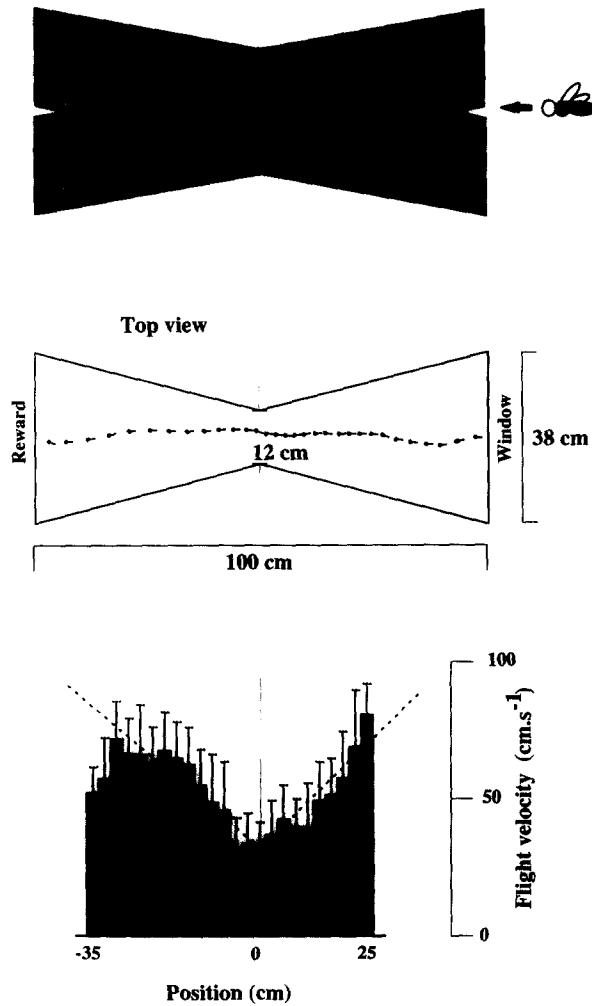 Top view
Reward
12 cm
Window
38 cm
100 cm
100
50
0
Flight velocity (cm.s-1)
-35
0
25
Position (cm)